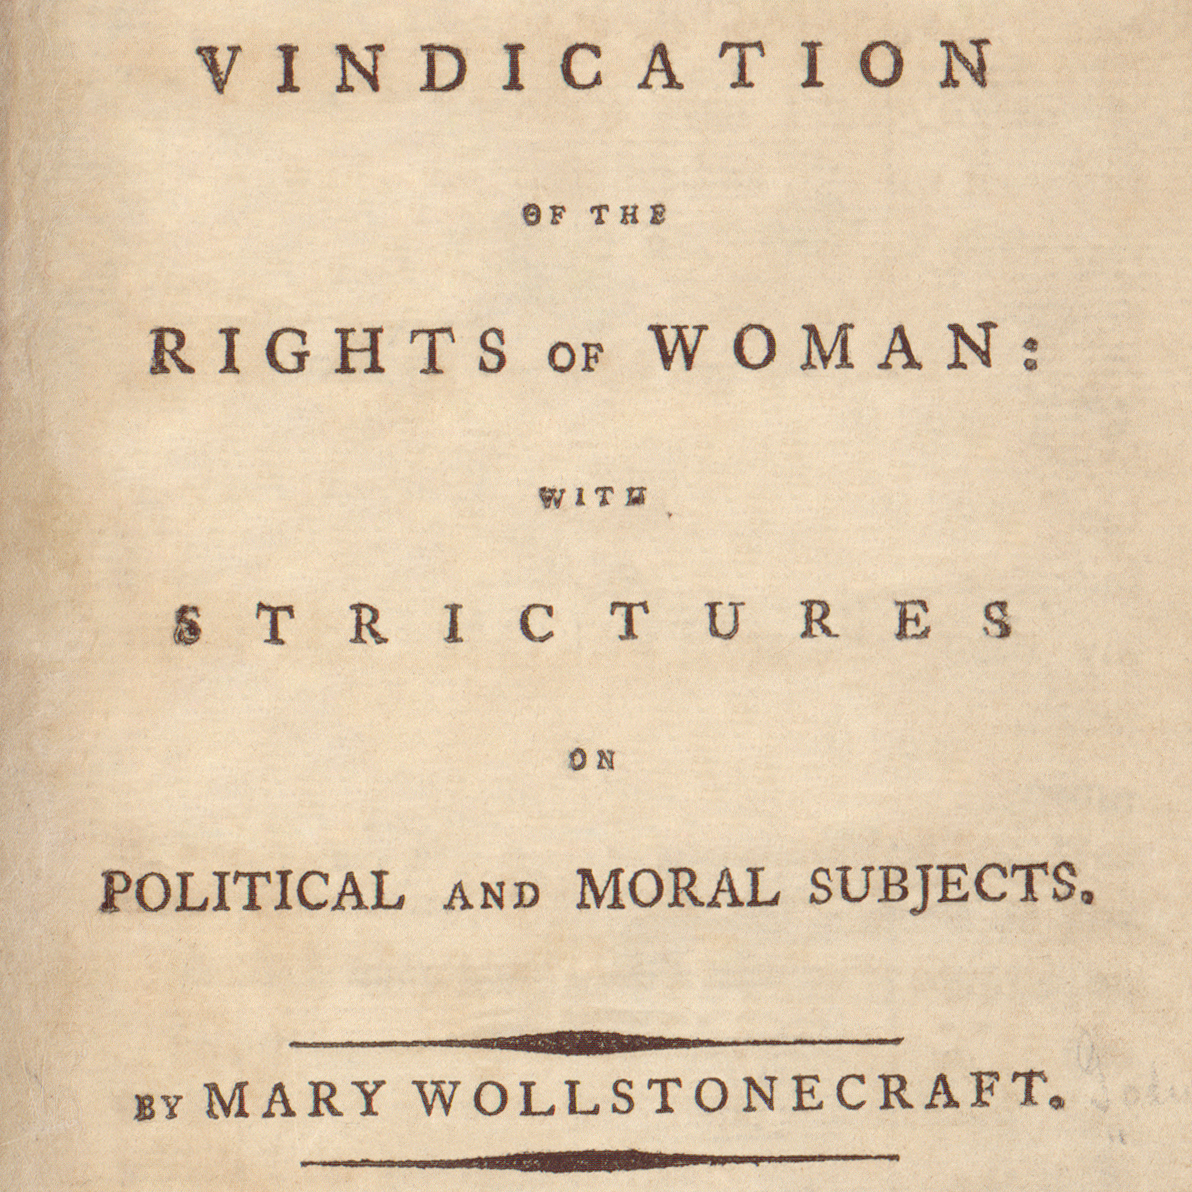 VINDICATION
OF THE
RIGHTS OF WOMAN:
WITH
STRICTURES
ON
POLITICAL AND MORAL SUBJECTS.
BY MARY WOLLSTONECRAFT.